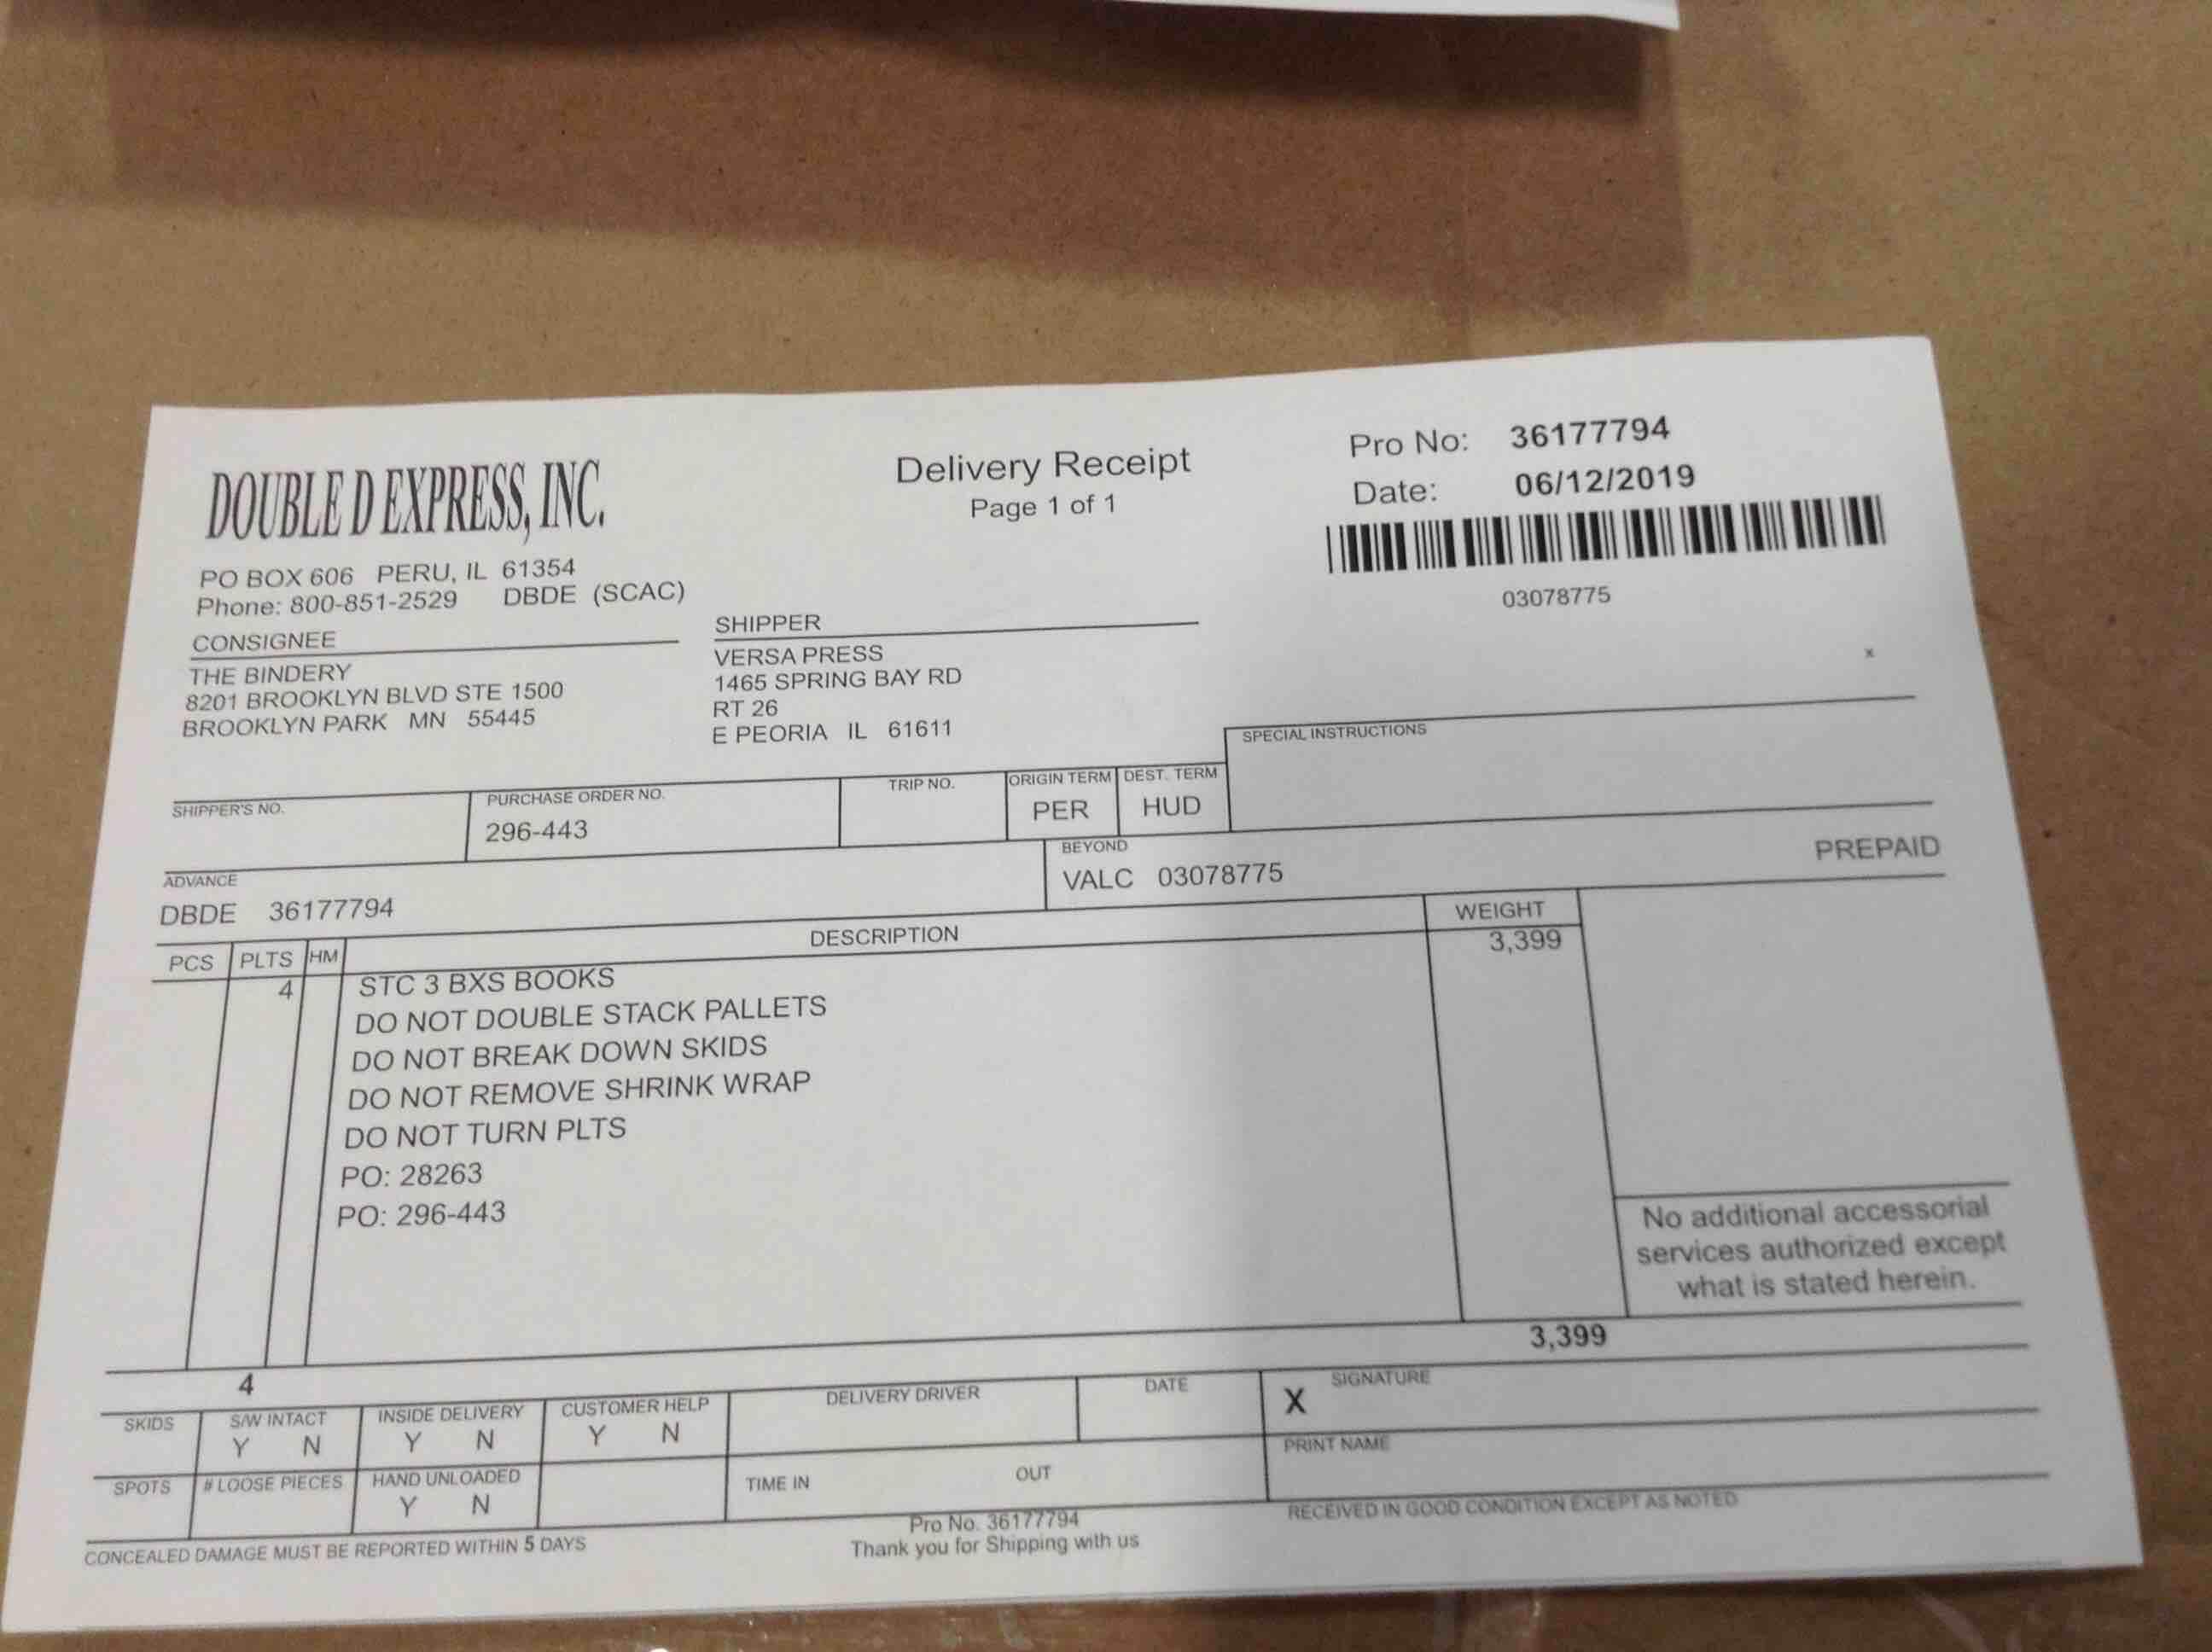 DOUBLE D EXPRESS, INC.
PO BOX 606 PERU, IL 61354
Phone: 800-851-2529 DBDE (SCAC)
Delivery Receipt
Page 1 of 1
Pro No: 36177794
Date: 06/12/2019
03078775
x
CONSIGNEE
THE BINDERY
8201 BROOKLYN BLVD STE 1500
BROOKLYN PARK MN 55445
SHIPPER
VERSA PRESS
1465 SPRING BAY RD
RT 26
E PEORIA IL 61611
SPECIAL INSTRUCTIONS
SHIPPER'S NO.
PURCHASE ORDER NO.
296-443
TRIP NO.
ORIGIN TERM
PER
DEST. TERM
HUD
ADVANCE
DBDE 36177794
BEYOND
VALC 03078775
PREPAID
PCS PLTS HM DESCRIPTION WEIGHT
4 STC 3 BXS BOOKS 3,399
DO NOT DOUBLE STACK PALLETS
DO NOT BREAK DOWN SKIDS
DO NOT REMOVE SHRINK WRAP
DO NOT TURN PLTS
PO: 28263
PO: 296-443
No additional accessorial
services authorized except
what is stated herein.
4 3,399
SKIDS
S/W INTACT
Y N
INSIDE DELIVERY
Y N
CUSTOMER HELP
Y N
DELIVERY DRIVER
DATE
X SIGNATURE
PRINT NAME
SPOTS
# LOOSE PIECES
HAND UNLOADED
Y N
TIME IN OUT
RECEIVED IN GOOD CONDITION EXCEPT AS NOTED
CONCEALED DAMAGE MUST BE REPORTED WITHIN 5 DAYS
Pro No. 36177794
Thank you for Shipping with us